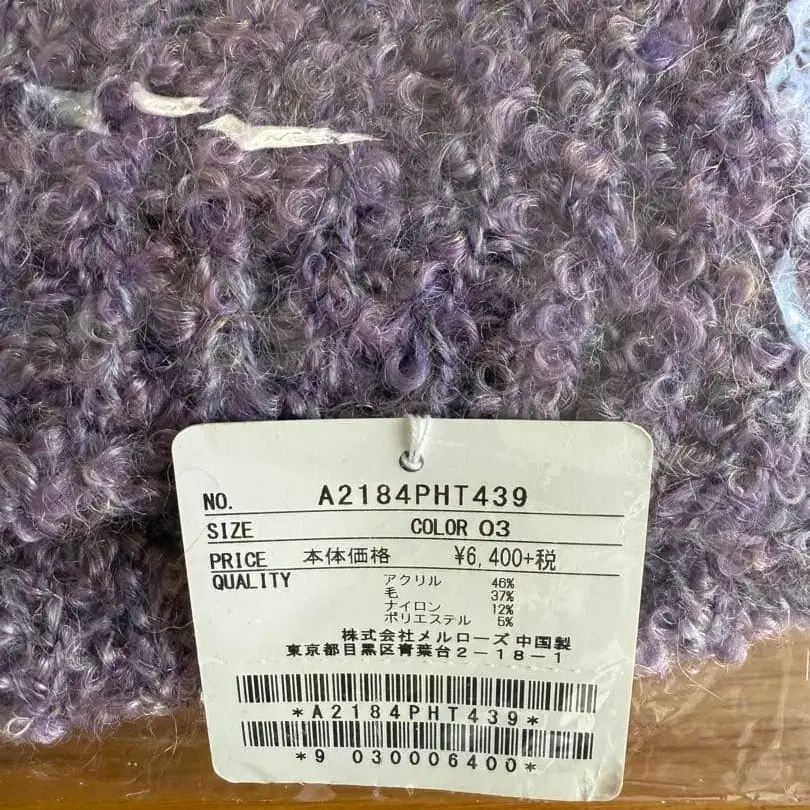 NO. A2184PHT439
SIZE COLOR 03
PRICE 本体価格 ¥6,400+税
QUALITY アクリル 46%
毛 37%
ナイロン 12%
ポリエステル 5%
株式会社メルローズ 中国製
東京都目黒区青葉台2-18-1
*A2184PHT439*
*9 030006400*